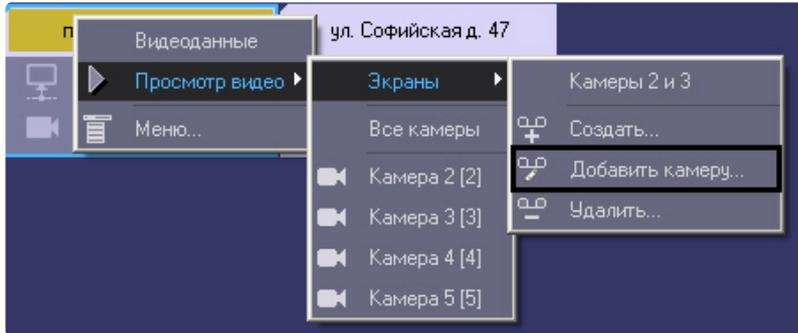 п
ул. Софийская д. 47
Видеоданные
Просмотр видео
Меню...
Экраны
Все камеры
Камера 2 [2]
Камера 3 [3]
Камера 4 [4]
Камера 5 [5]
Камеры 2 и 3
Создать...
Добавить камеру...
Удалить...